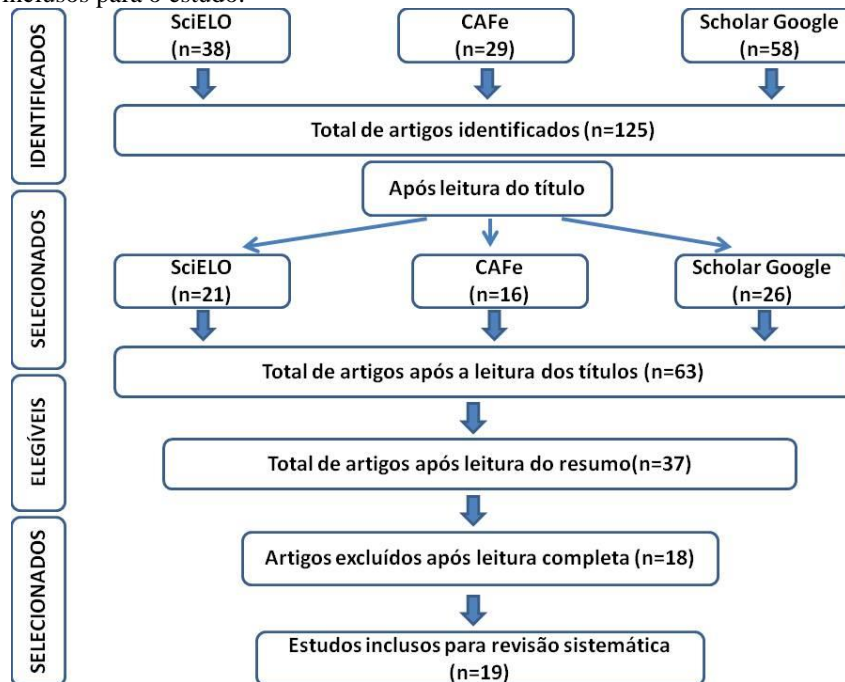 inclusos para o estudo.
IDENTIFICADOS
SciELO
(n=38)
CAFe
(n=29)
Scholar Google
(n=58)
Total de artigos identificados (n=125)
SELECIONADOS
Após leitura do título
SciELO
(n=21)
CAFe
(n=16)
Scholar Google
(n=26)
Total de artigos após a leitura dos títulos (n=63)
ELEGÍVEIS
Total de artigos após leitura do resumo(n=37)
SELECIONADOS
Artigos excluídos após leitura completa (n=18)
Estudos inclusos para revisão sistemática
(n=19)